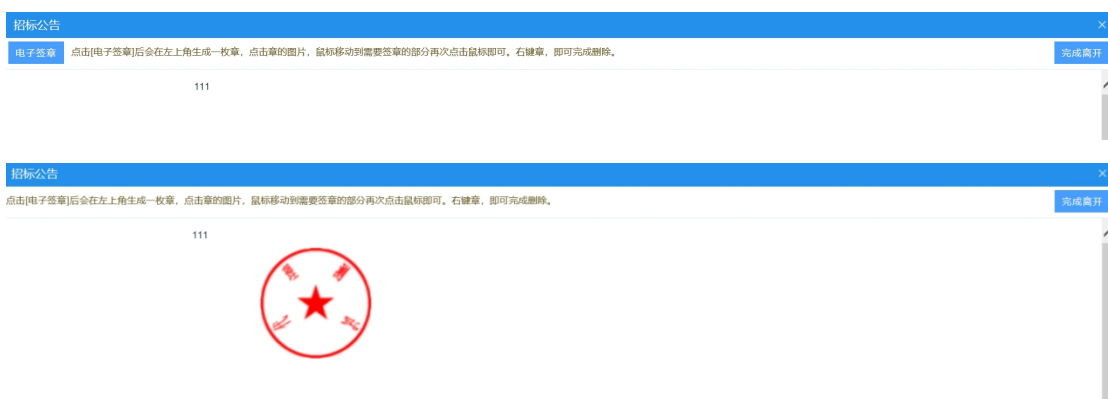 招标公告
电子签章 点击[电子签章]后会在左上角生成一枚章，点击章的图片，鼠标移动到需要签章的部分再次点击鼠标即可。右键章，即可完成删除。 完成离开
111
招标公告
点击[电子签章]后会在左上角生成一枚章，点击章的图片，鼠标移动到需要签章的部分再次点击鼠标即可。右键章，即可完成删除。 完成离开
111